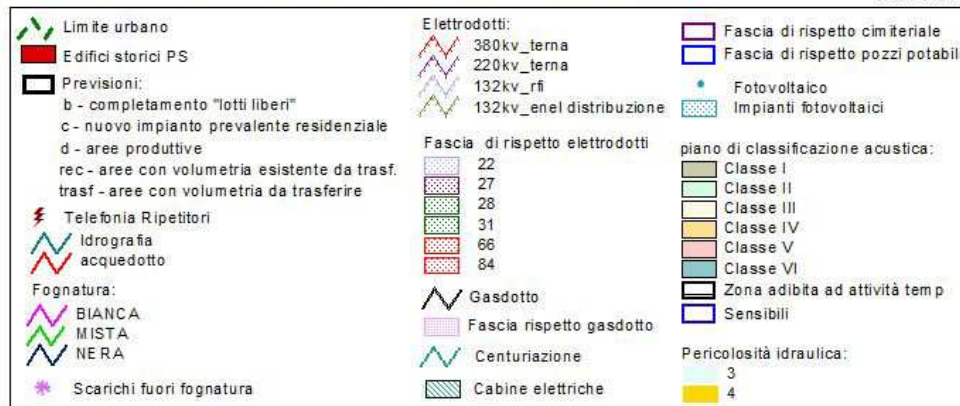 Limite urbano
Edifici storici PS
Previsioni:
b - completamento "lotti liberi"
c - nuovo impianto prevalente residenziale
d - aree produttive
rec - aree con volumetria esistente da trasf.
trasf - aree con volumetria da trasferire
Telefonia Ripetitori
Idrografia
acquedotto
Fognatura:
BIANCA
MISTA
NERA
Scarichi fuori fognatura
Elettrodotti:
380kv_terna
220kv_terna
132kv_rfi
132kv_enel distribuzione
Fascia di rispetto elettrodotti
22
27
28
31
66
84
Gasdotto
Fascia rispetto gasdotto
Centuriazione
Cabine elettriche
Fascia di rispetto cimiteriale
Fascia di rispetto pozzi potabili
Fotovoltaico
Impianti fotovoltaici
piano di classificazione acustica:
Classe I
Classe II
Classe III
Classe IV
Classe V
Classe VI
Zona adibita ad attività temp
Sensibili
Pericolosità idraulica:
3
4